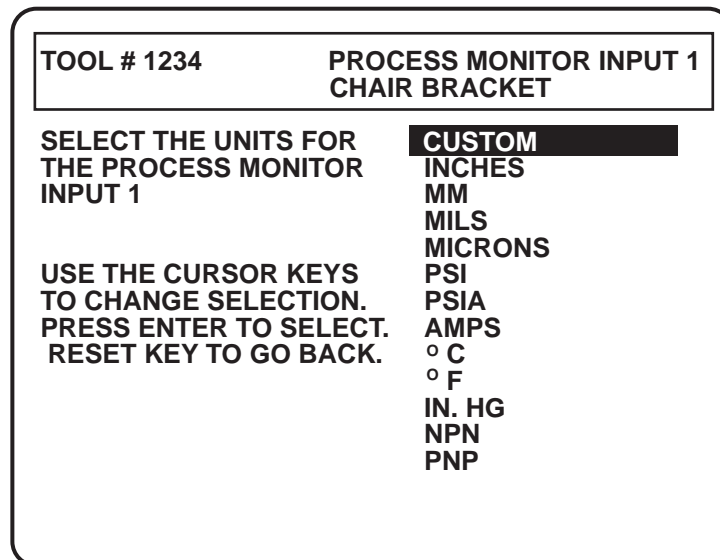 TOOL # 1234 PROCESS MONITOR INPUT 1
CHAIR BRACKET
SELECT THE UNITS FOR
THE PROCESS MONITOR
INPUT 1
USE THE CURSOR KEYS
TO CHANGE SELECTION.
PRESS ENTER TO SELECT.
RESET KEY TO GO BACK.
CUSTOM
INCHES
MM
MILS
MICRONS
PSI
PSIA
AMPS
° C
° F
IN. HG
NPN
PNP